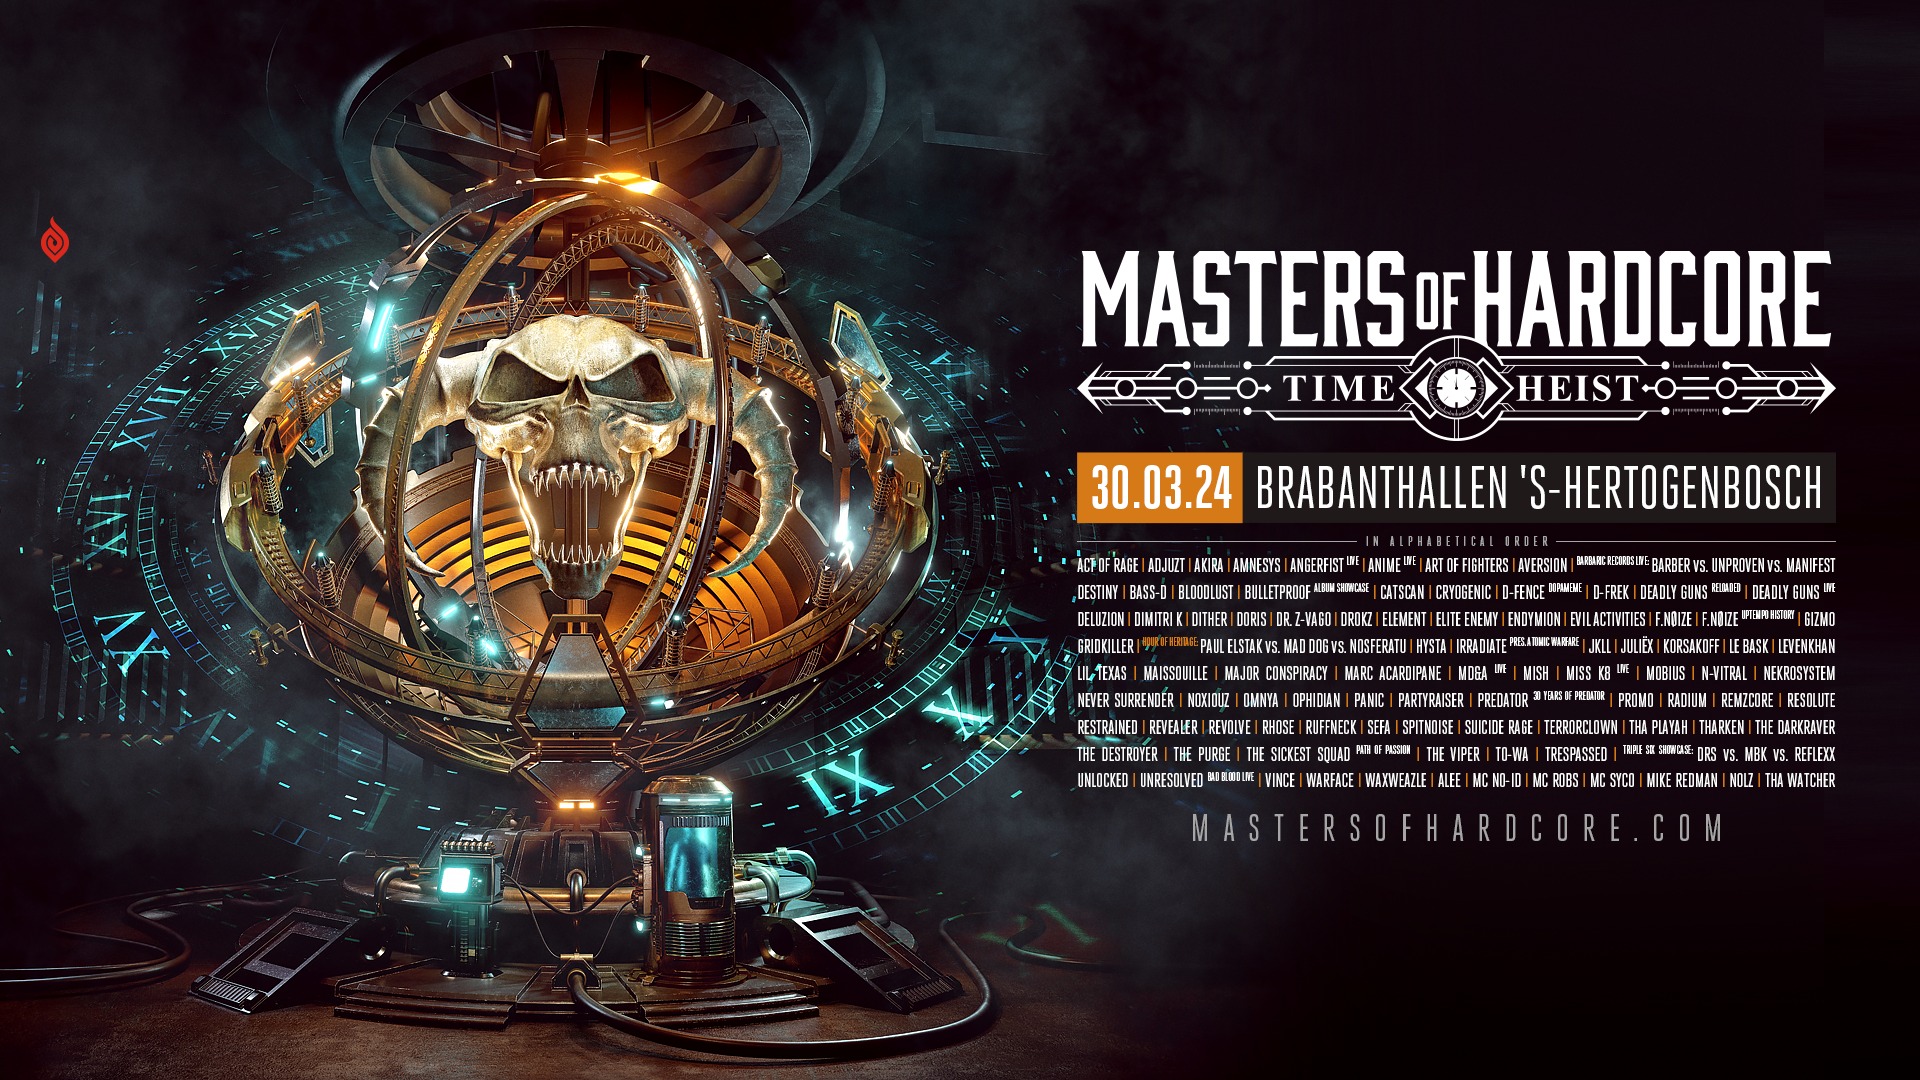 MASTERS OF HARDCORE
TIME HEIST
30.03.24 BRABANTHALLEN 'S-HERTOGENBOSCH
IN ALPHABETICAL ORDER
ACT OF RAGE | ADJUZT | AKIRA | AMNESYS | ANGERFIST LIVE | ANIME LIVE | ART OF FIGHTERS | AVERSION | BARBARIC RECORDS LIVE: BARBER VS. UNPROVEN VS. MANIFEST
DESTINY | BASS-D | BLOODLUST | BULLETPROOF ALBUM SHOWCASE | CATSCAN | CRYOGENIC | D-FENCE DOPAMEME | D-FREK | DEADLY GUNS RELOADED | DEADLY GUNS LIVE
DELUZION | DIMITRI K | DITHER | DORIS | DR. Z-VAGO | DROKZ | ELEMENT | ELITE ENEMY | ENDYMION | EVIL ACTIVITIES | F.NØIZE | F.NØIZE UPTEMPO HISTORY | GIZMO
GRIDKILLER | HOUR OF HERITAGE: PAUL ELSTAK VS. MAD DOG VS. NOSFERATU | HYSTA | IRRADIATE PRES. ATOMIC WARFARE | JKLL | JULIËX | KORSAKOFF | LE BASK | LEVENKHAN
LIL TEXAS | MAISSOUILLE | MAJOR CONSPIRACY | MARC ACARDIPANE | MD&A LIVE | MISH | MISS K8 LIVE | MOBIUS | N-VITRAL | NEKROSYSTEM
NEVER SURRENDER | NOXIOUZ | OMNYA | OPHIDIAN | PANIC | PARTYRAISER | PREDATOR 30 YEARS OF PREDATOR | PROMO | RADIUM | REMZCORE | RESOLUTE
RESTRAINED | REVEALER | REVOLVE | RHOSE | RUFFNECK | SEFA | SPITNOISE | SUICIDE RAGE | TERRORCLOWN | THA PLAYAH | THARKEN | THE DARKRAVER
THE DESTROYER | THE PURGE | THE SICKEST SQUAD PATH OF PASSION | THE VIPER | TO-WA | TRESPASSED | TRIPLE SIX SHOWCASE: DRS VS. MBK VS. REFLEXX
UNLOCKED | UNRESOLVED BAD BLOOD LIVE | VINCE | WARFACE | WAXWEAZLE | ALEE | MC NO-ID | MC ROBS | MC SYCO | MIKE REDMAN | NOLZ | THA WATCHER
MASTERSOFHARDCORE.COM
XVIII
XVII
XVI
IX
X
XI